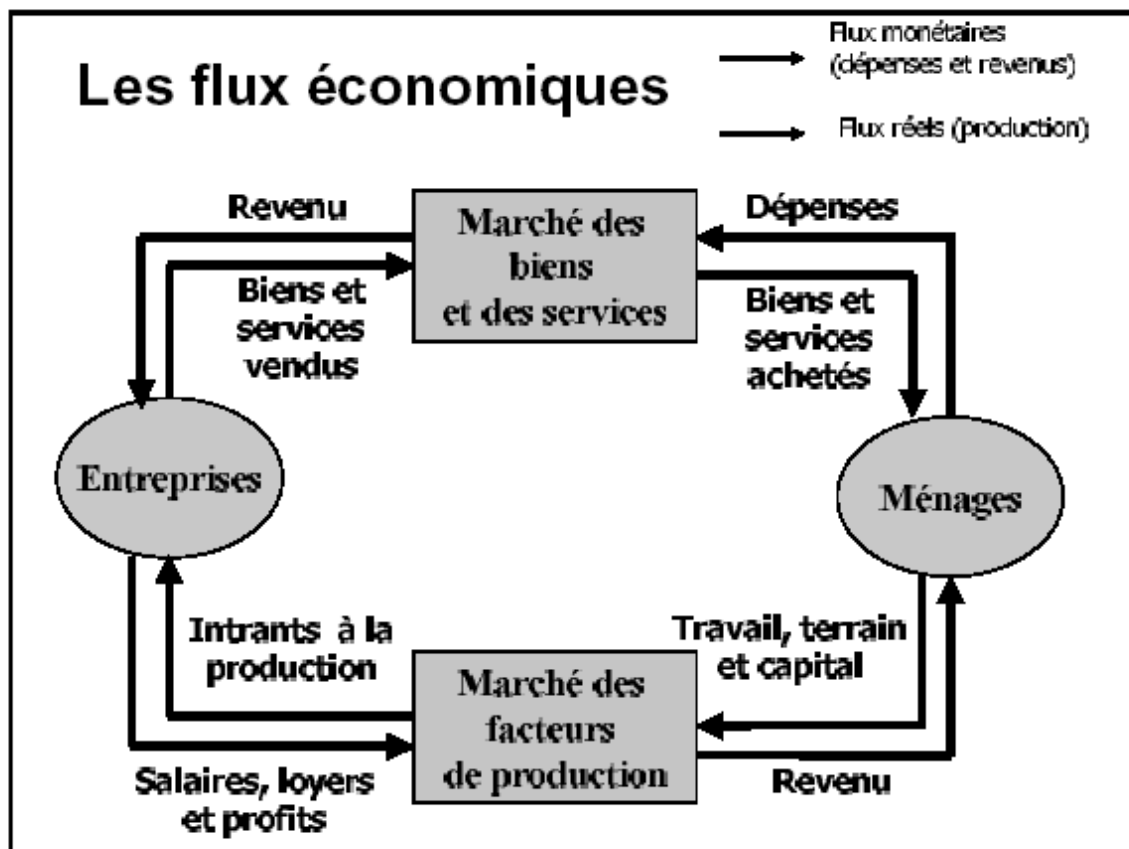 Les flux économiques
Flux monétaires
(dépenses et revenus)
Flux réels (production)
Revenu
Marché des
biens
et des services
Dépenses
Biens et
services
vendus
Biens et
services
achetés
Entreprises
Ménages
Intrants à la
production
Travail, terrain
et capital
Marché des
facteurs
de production
Salaires, loyers
et profits
Revenu